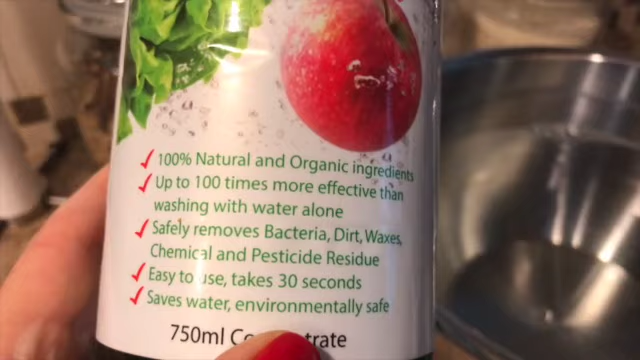 100% Natural and Organic ingredients
Up to 100 times more effective than
washing with water alone
Safely removes Bacteria, Dirt, Waxes,
Chemical and Pesticide Residue
Easy to use, takes 30 seconds
Saves water, environmentally safe
750ml